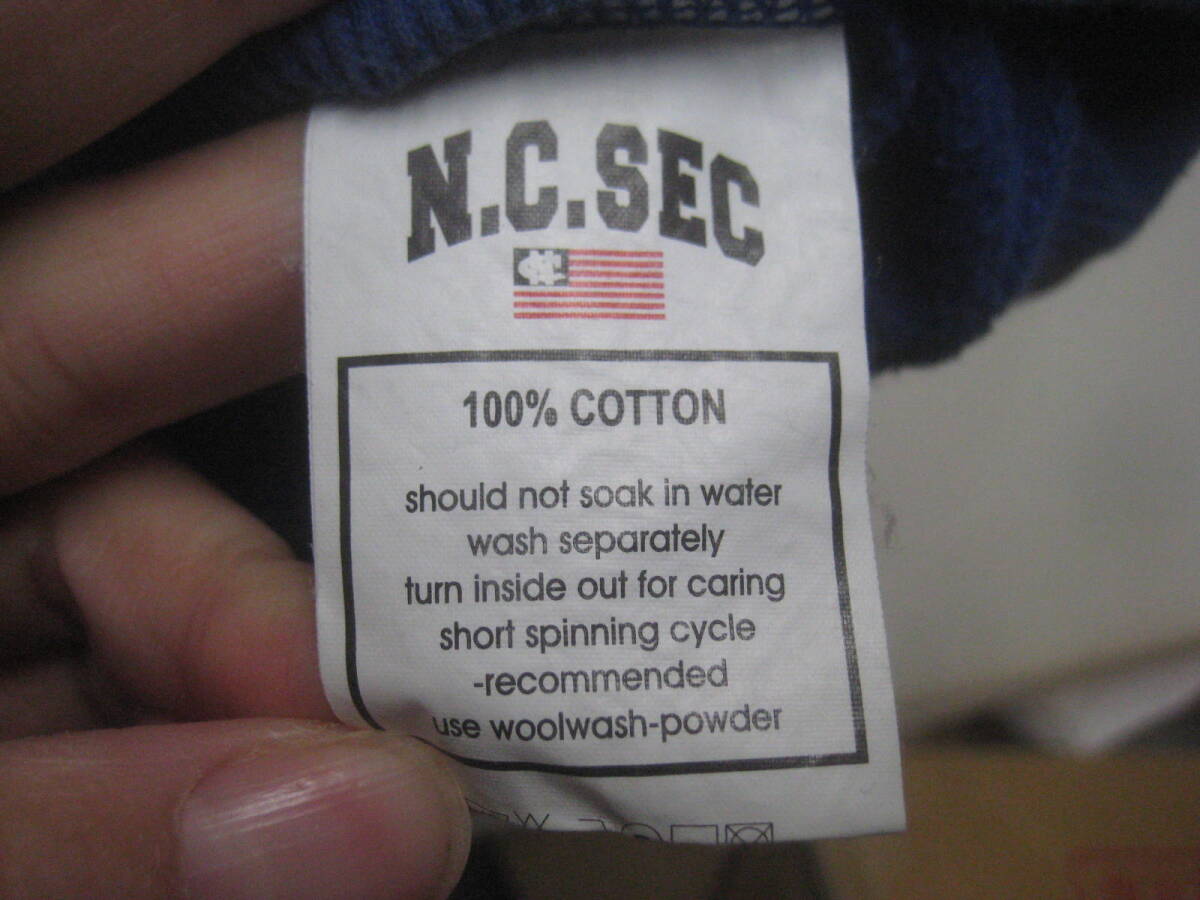 N.C.SEC
100% COTTON
should not soak in water
wash separately
turn inside out for caring
short spinning cycle
-recommended
use woolwash-powder